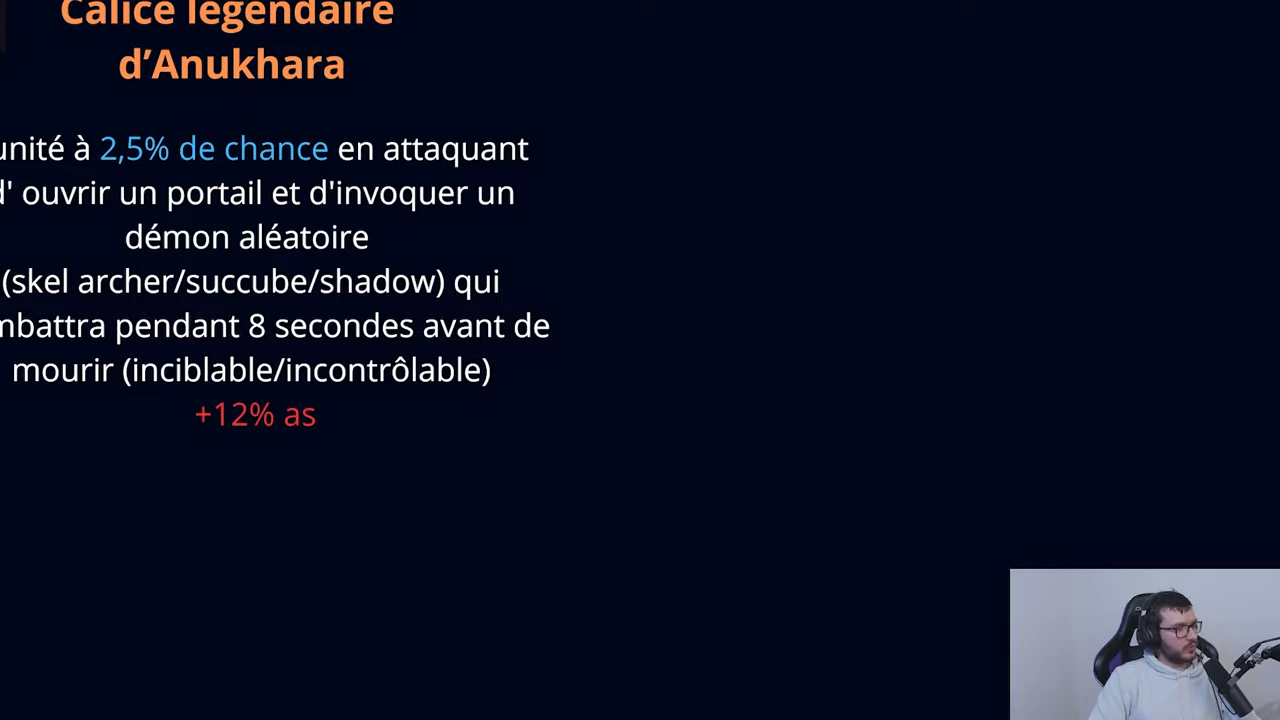 Calice légendaire
d’Anukhara
unité à 2,5% de chance en attaquant
d' ouvrir un portail et d'invoquer un
démon aléatoire
(skel archer/succube/shadow) qui
mbattra pendant 8 secondes avant de
mourir (inciblable/incontrôlable)
+12% as